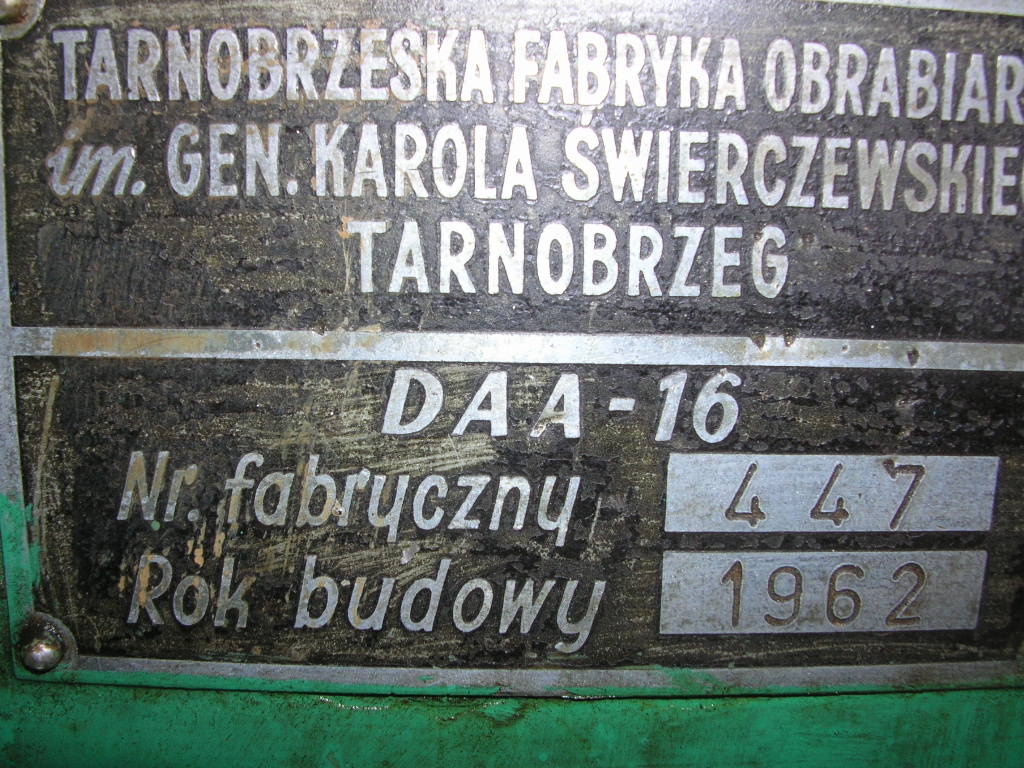 TARNOBRZESKA FABRYKA OBRABIAR
im. GEN. KAROLA ŚWIERCZEWSKIE
TARNOBRZEG
DAA-16
Nr. fabryczny 447
Rok budowy 1962